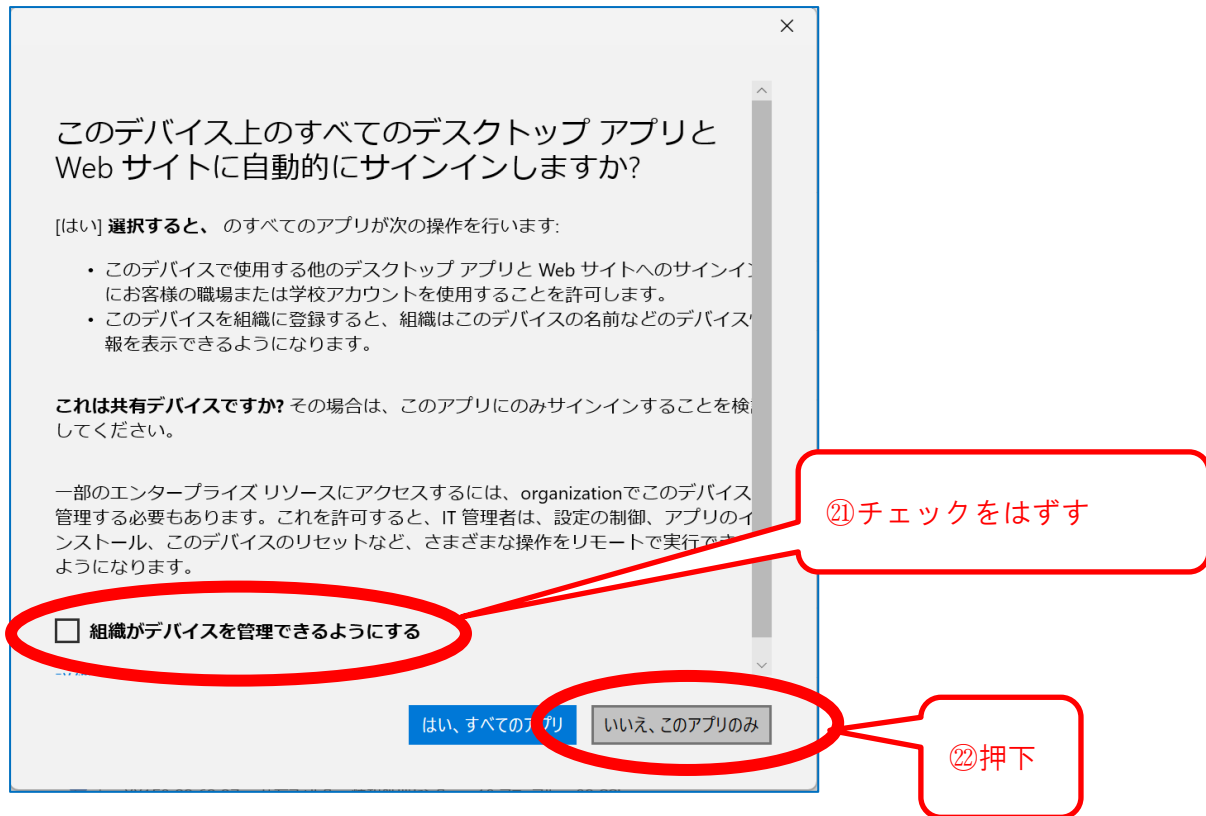 このデバイス上のすべてのデスクトップ アプリと
Web サイトに自動的にサインインしますか?
[はい] 選択すると、 のすべてのアプリが次の操作を行います:
• このデバイスで使用する他のデスクトップ アプリと Web サイトへのサインイン
にお客様の職場または学校アカウントを使用することを許可します。
• このデバイスを組織に登録すると、組織はこのデバイスの名前などのデバイス
報を表示できるようになります。
これは共有デバイスですか? その場合は、このアプリにのみサインインすることを検
してください。
一部のエンタープライズ リソースにアクセスするには、organizationでこのデバイス
管理する必要もあります。これを許可すると、IT 管理者は、設定の制御、アプリのイ
ンストール、このデバイスのリセットなど、さまざまな操作をリモートで実行でき
ようになります。
㉑チェックをはずす
組織がデバイスを管理できるようにする
はい、すべてのアプリ
いいえ、このアプリのみ
㉒押下